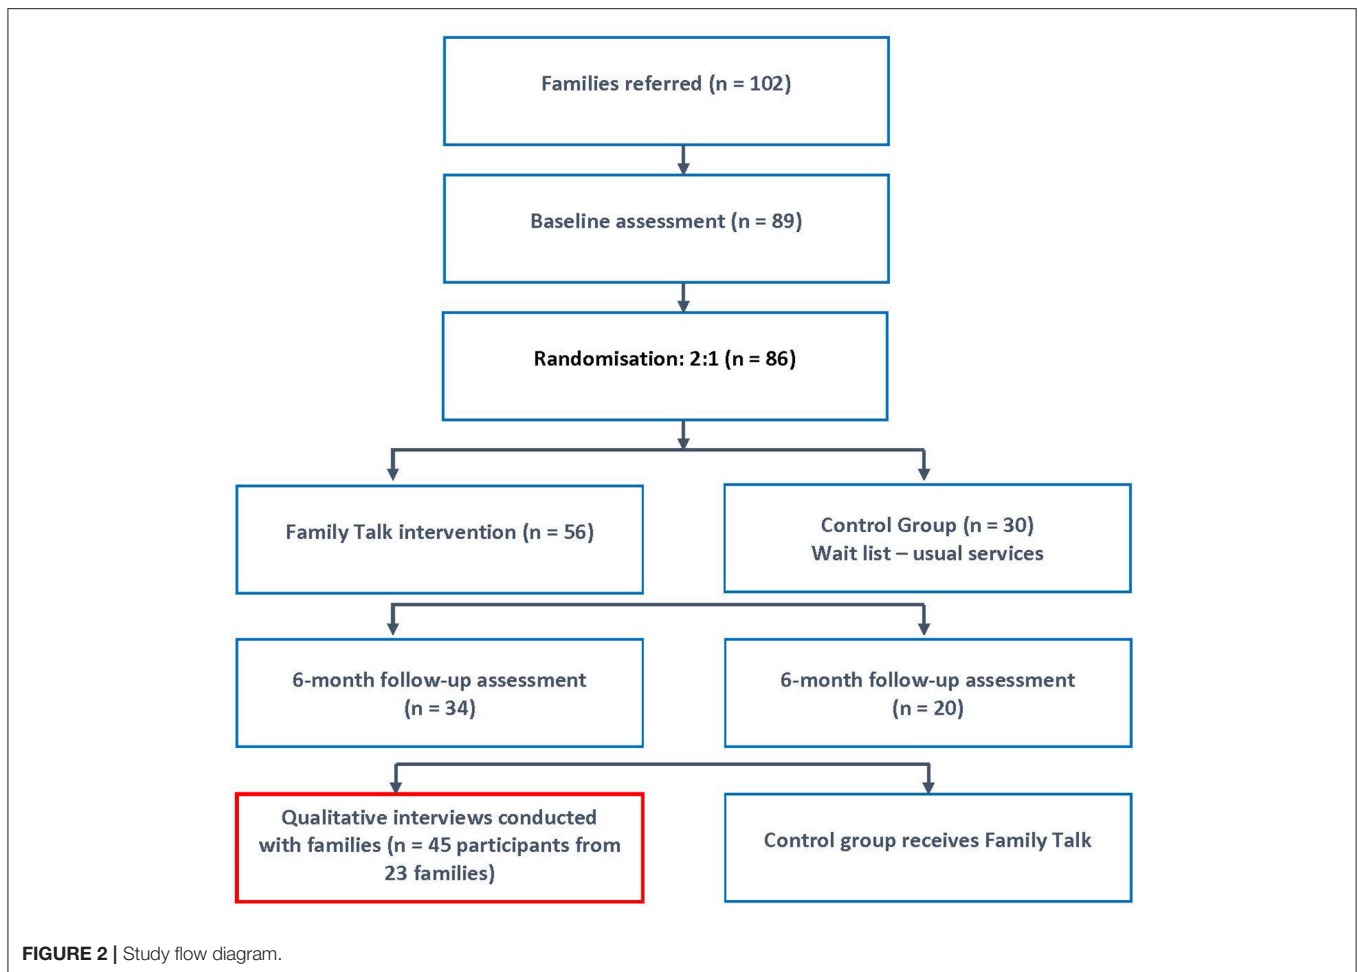 Families referred (n = 102)
Baseline assessment (n = 89)
Randomisation: 2:1 (n = 86)
Family Talk intervention (n = 56)
Control Group (n = 30)
Wait list – usual services
6-month follow-up assessment
(n = 34)
6-month follow-up assessment
(n = 20)
Qualitative interviews conducted
with families (n = 45 participants from
23 families)
Control group receives Family Talk
FIGURE 2 | Study flow diagram.